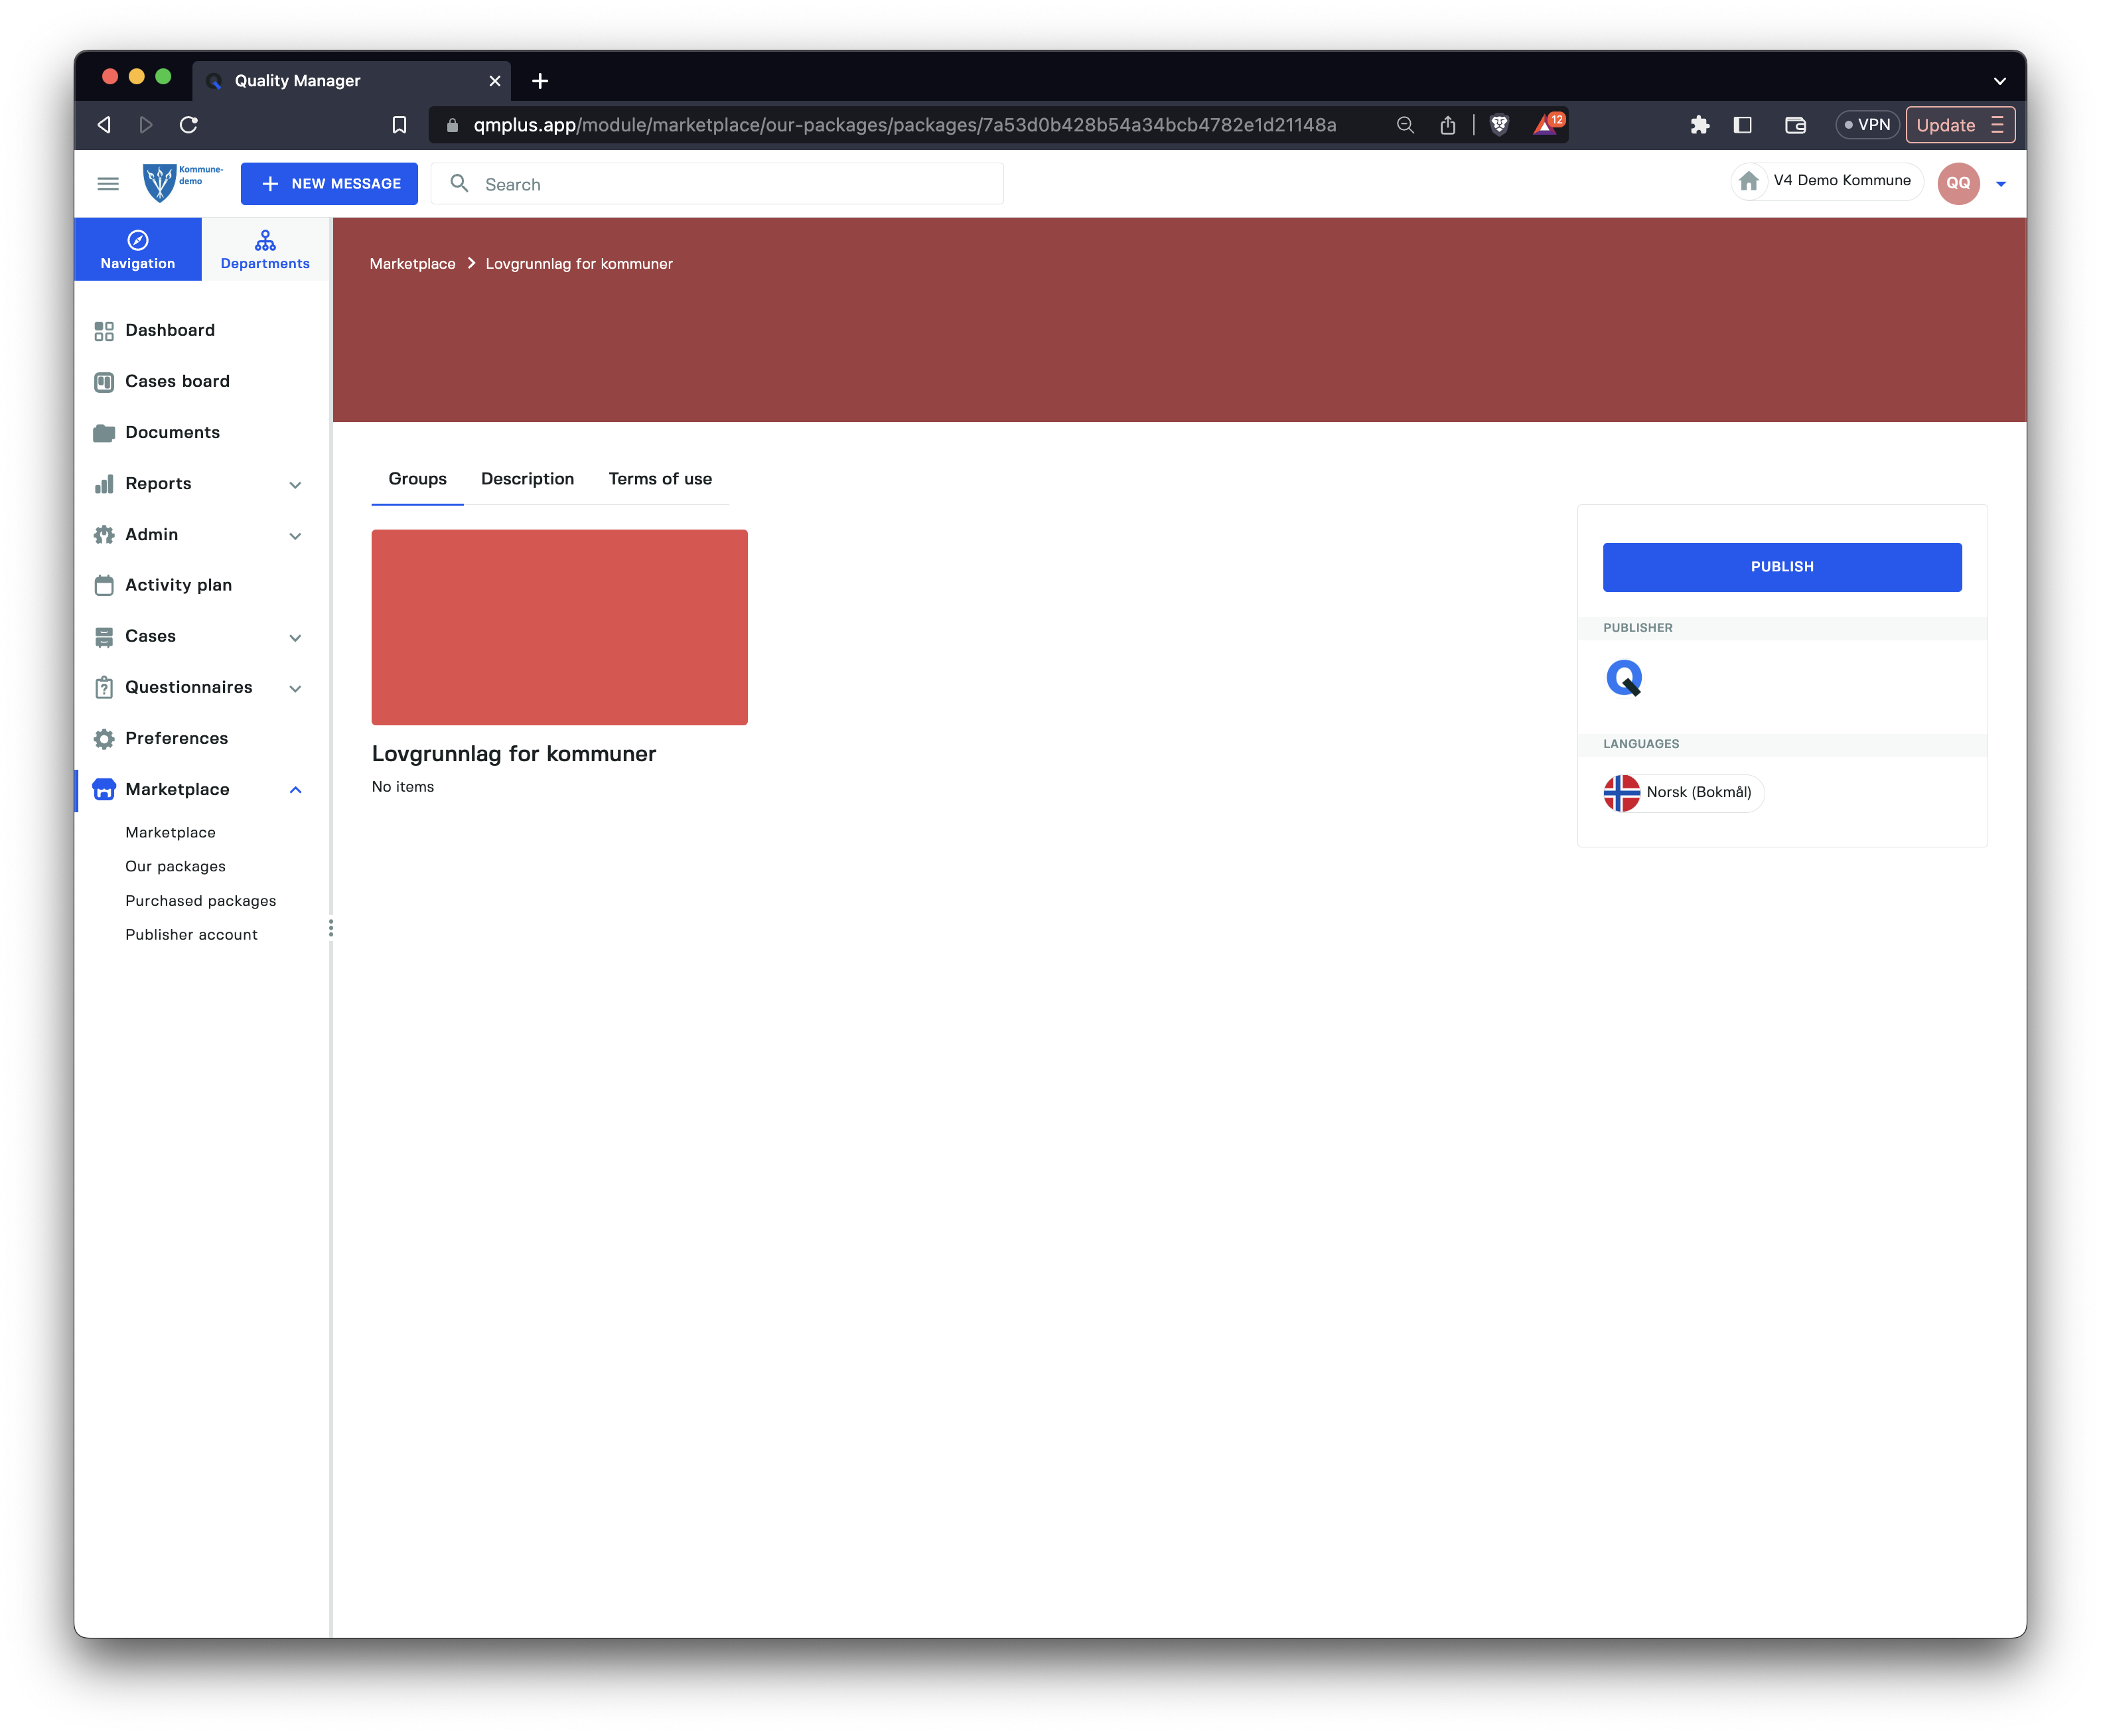 Quality Manager
qmplus.app/module/marketplace/our-packages/packages/7a53d0b428b54a34bcb4782e1d21148a
12
VPN
Update
Kommune-
demo
NEW MESSAGE
Search
V4 Demo Kommune
QQ
Navigation
Departments
Marketplace > Lovgrunnlag for kommuner
Dashboard
Cases board
Documents
Reports
Admin
Activity plan
Cases
Questionnaires
Preferences
Marketplace
Marketplace
Our packages
Purchased packages
Publisher account
Groups
Description
Terms of use
Lovgrunnlag for kommuner
No items
PUBLISH
PUBLISHER
LANGUAGES
Norsk (Bokmål)